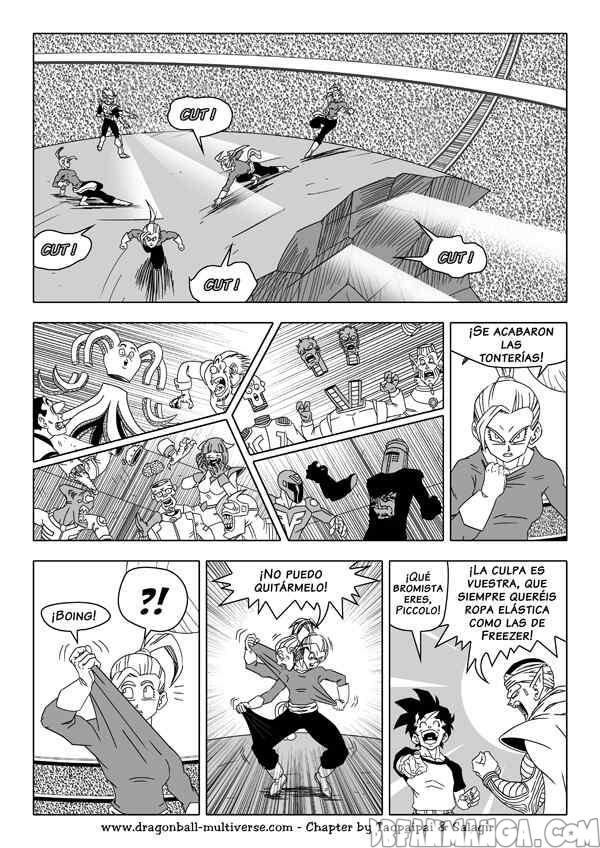 CUT!
CUT!
CUT!
CUT!
CUT!
¡SE ACABARON
LAS
TONTERÍAS!
¡BOING!
?!
¡NO PUEDO
QUITÁRMELO!
¡QUÉ
BROMISTA
ERES,
PICCOLO!
¡LA CULPA ES
VUESTRA, QUE
SIEMPRE QUERÉIS
ROPA ELÁSTICA
COMO LAS DE
FREEZER!
www.dragonball-multiverse.com - Chapter by Taqpaipai & Salagir
DBFANMANGA.COM